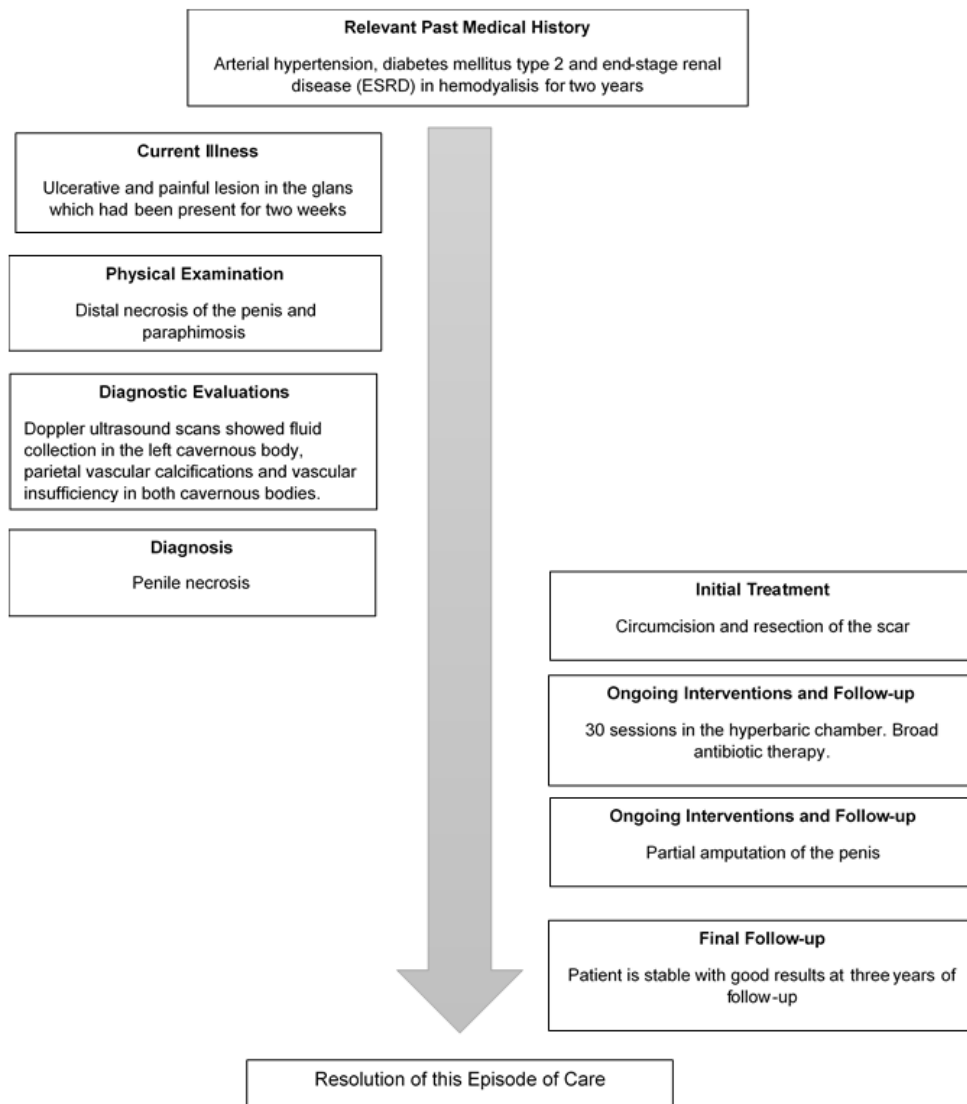 Relevant Past Medical History
Arterial hypertension, diabetes mellitus type 2 and end-stage renal
disease (ESRD) in hemodyalisis for two years
Current Illness
Ulcerative and painful lesion in the glans
which had been present for two weeks
Physical Examination
Distal necrosis of the penis and
paraphimosis
Diagnostic Evaluations
Doppler ultrasound scans showed fluid
collection in the left cavernous body,
parietal vascular calcifications and vascular
insufficiency in both cavernous bodies.
Diagnosis
Penile necrosis
Initial Treatment
Circumcision and resection of the scar
Ongoing Interventions and Follow-up
30 sessions in the hyperbaric chamber. Broad
antibiotic therapy.
Ongoing Interventions and Follow-up
Partial amputation of the penis
Final Follow-up
Patient is stable with good results at three years of
follow-up
Resolution of this Episode of Care